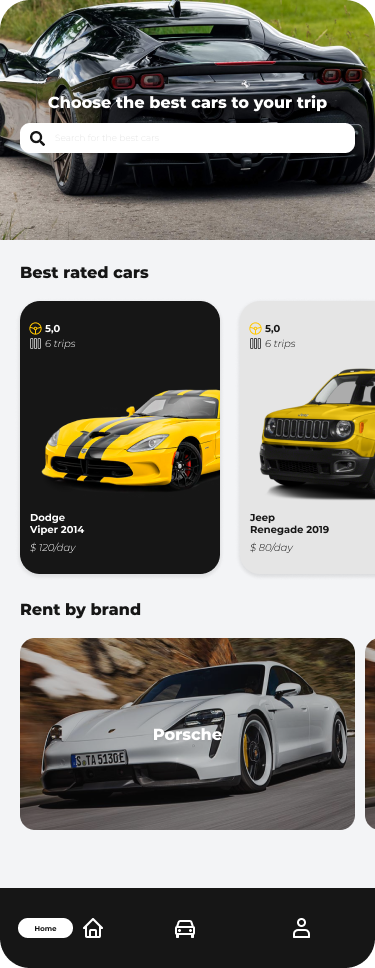 Choose the best cars to your trip
Search for the best cars
Best rated cars
5,0
6 trips
Dodge
Viper 2014
$ 120/day
5,0
6 trips
Jeep
Renegade 2019
$ 80/day
Rent by brand
Porsche
S TA 5130E
Home